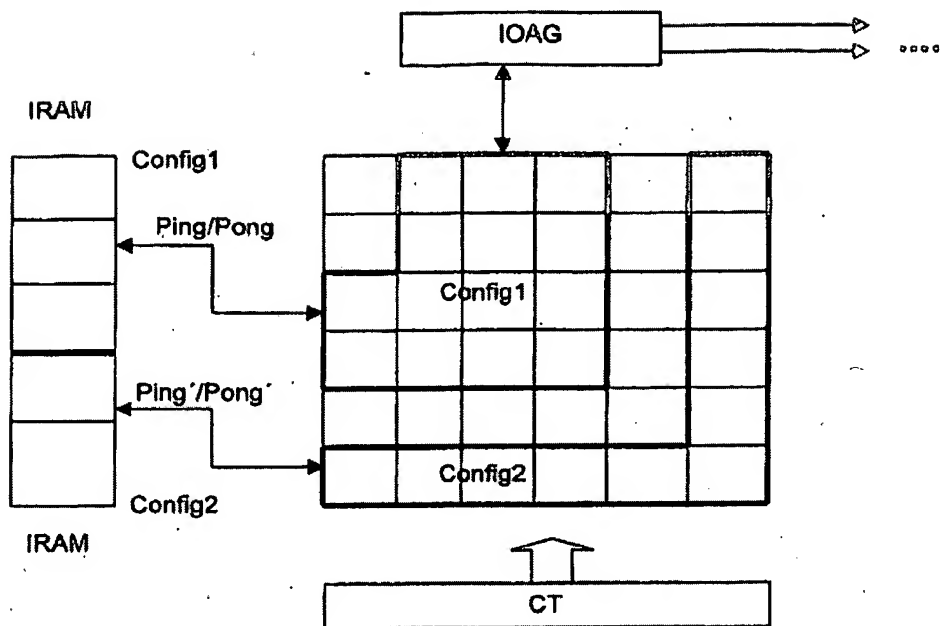 IOAG
IRAM
Config1
Ping/Pong
Config1
Ping´/Pong´
Config2
Config2
IRAM
CT